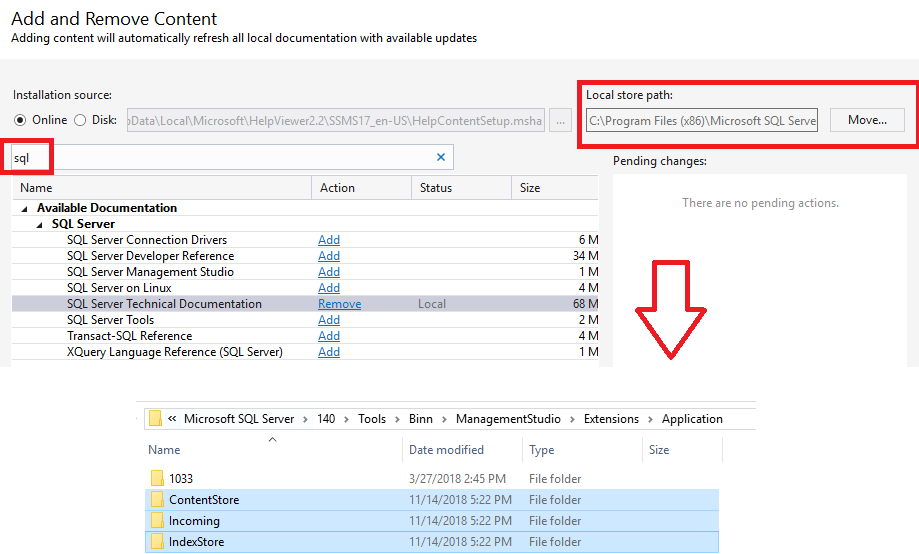 Add and Remove Content
Adding content will automatically refresh all local documentation with available updates
Installation source:
Local store path:
Online Disk: pData\Local\Microsoft\HelpViewer2.2\SSMS17_en-US\HelpContentSetup.msha ...
C:\Program Files (x86)\Microsoft SQL Serve Move...
sql
Pending changes:
Name Action Status Size
There are no pending actions.
Available Documentation
SQL Server
SQL Server Connection Drivers Add 6 M
SQL Server Developer Reference Add 34 M
SQL Server Management Studio Add 1 M
SQL Server on Linux Add 4 M
SQL Server Technical Documentation Remove Local 68 M
SQL Server Tools Add 2 M
Transact-SQL Reference Add 4 M
XQuery Language Reference (SQL Server) Add 1 M
« Microsoft SQL Server > 140 > Tools > Binn > ManagementStudio > Extensions > Application
Name Date modified Type Size
1033 3/27/2018 2:45 PM File folder
ContentStore 11/14/2018 5:22 PM File folder
Incoming 11/14/2018 5:22 PM File folder
IndexStore 11/14/2018 5:22 PM File folder